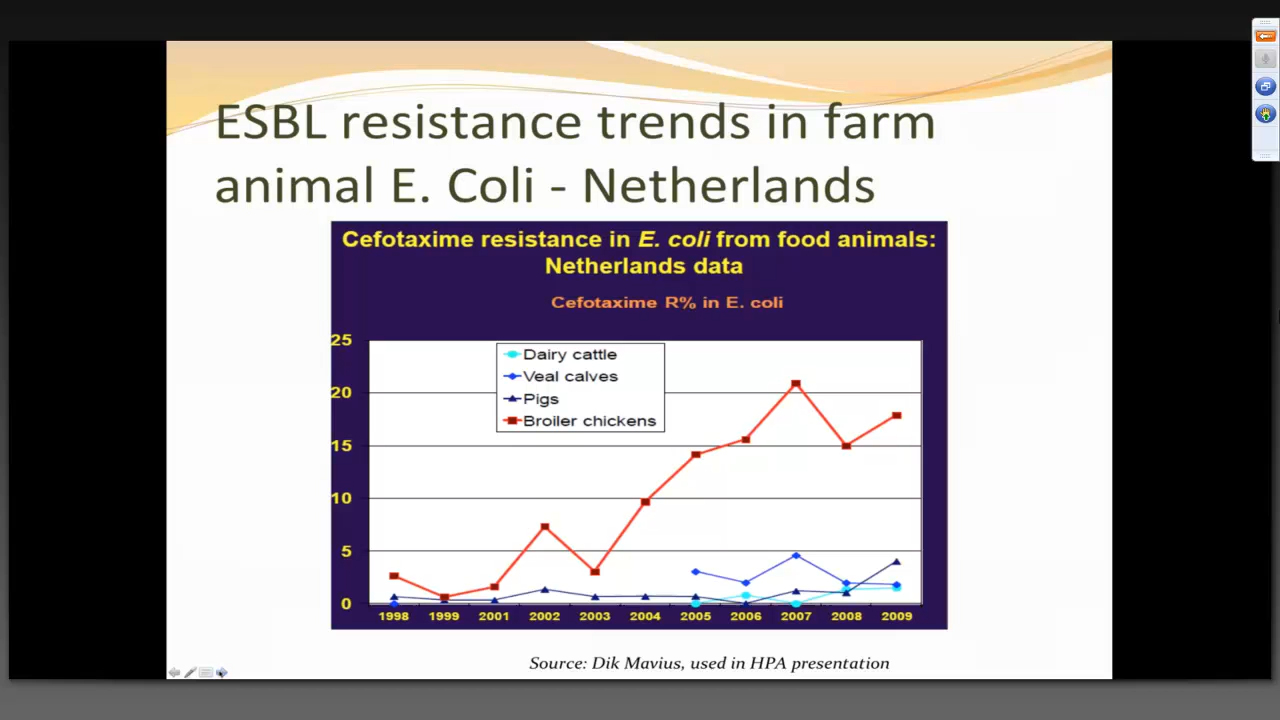 ESBL resistance trends in farm
animal E. Coli - Netherlands
Cefotaxime resistance in E. coli from food animals:
Netherlands data
Cefotaxime R% in E. coli
25
20
15
10
5
0
Dairy cattle
Veal calves
Pigs
Broiler chickens
1998 1999 2001 2002 2003 2004 2005 2006 2007 2008 2009
Source: Dik Mavius, used in HPA presentation